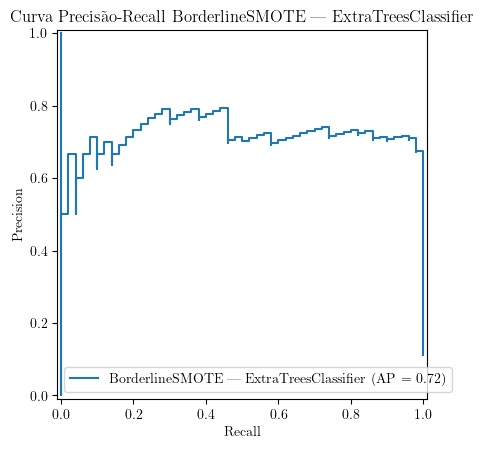 Curva Precisão-Recall BorderlineSMOTE — ExtraTreesClassifier
1.0
0.8
0.6
0.4
0.2
0.0
Precision
BorderlineSMOTE — ExtraTreesClassifier (AP = 0.72)
0.0 0.2 0.4 0.6 0.8 1.0
Recall